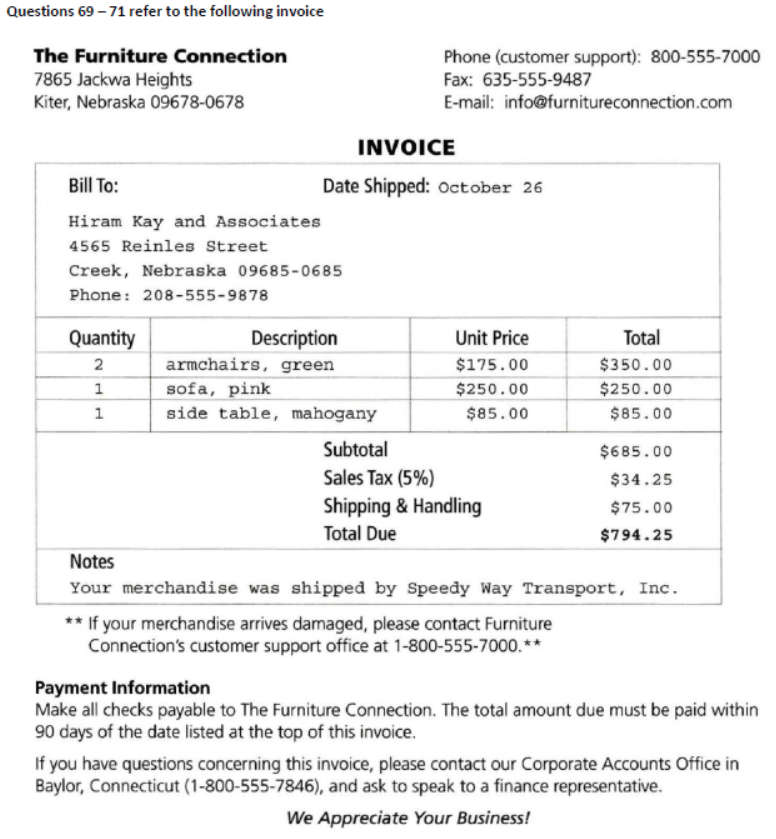 Questions 69 – 71 refer to the following invoice
The Furniture Connection
7865 Jackwa Heights
Kiter, Nebraska 09678-0678
Phone (customer support): 800-555-7000
Fax: 635-555-9487
E-mail: info@furnitureconnection.com
INVOICE
Bill To: Date Shipped: October 26
Hiram Kay and Associates
4565 Reinles Street
Creek, Nebraska 09685-0685
Phone: 208-555-9878
Quantity Description Unit Price Total
2 armchairs, green $175.00 $350.00
1 sofa, pink $250.00 $250.00
1 side table, mahogany $85.00 $85.00
Subtotal $685.00
Sales Tax (5%) $34.25
Shipping & Handling $75.00
Total Due $794.25
Notes
Your merchandise was shipped by Speedy Way Transport, Inc.
** If your merchandise arrives damaged, please contact Furniture
Connection's customer support office at 1-800-555-7000.**
Payment Information
Make all checks payable to The Furniture Connection. The total amount due must be paid within
90 days of the date listed at the top of this invoice.
If you have questions concerning this invoice, please contact our Corporate Accounts Office in
Baylor, Connecticut (1-800-555-7846), and ask to speak to a finance representative.
We Appreciate Your Business!